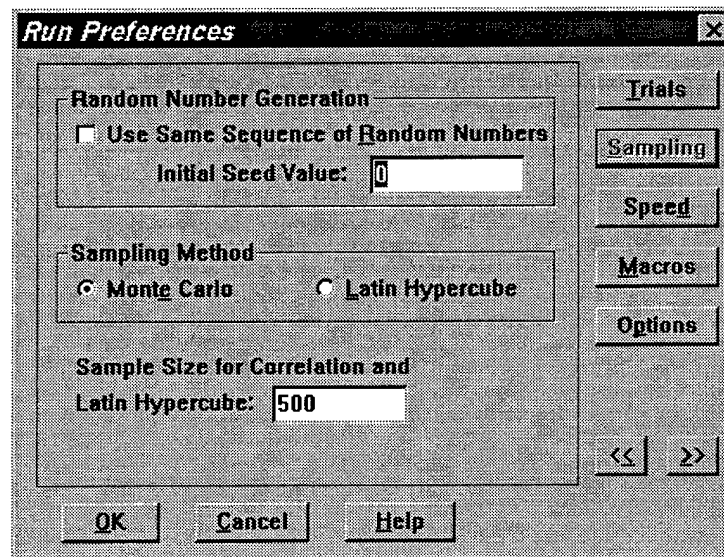 Run Preferences
Random Number Generation
Use Same Sequence of Random Numbers
Initial Seed Value: 0
Sampling Method
Monte Carlo
Latin Hypercube
Sample Size for Correlation and
Latin Hypercube: 500
Trials
Sampling
Speed
Macros
Options
<< >>
OK Cancel Help